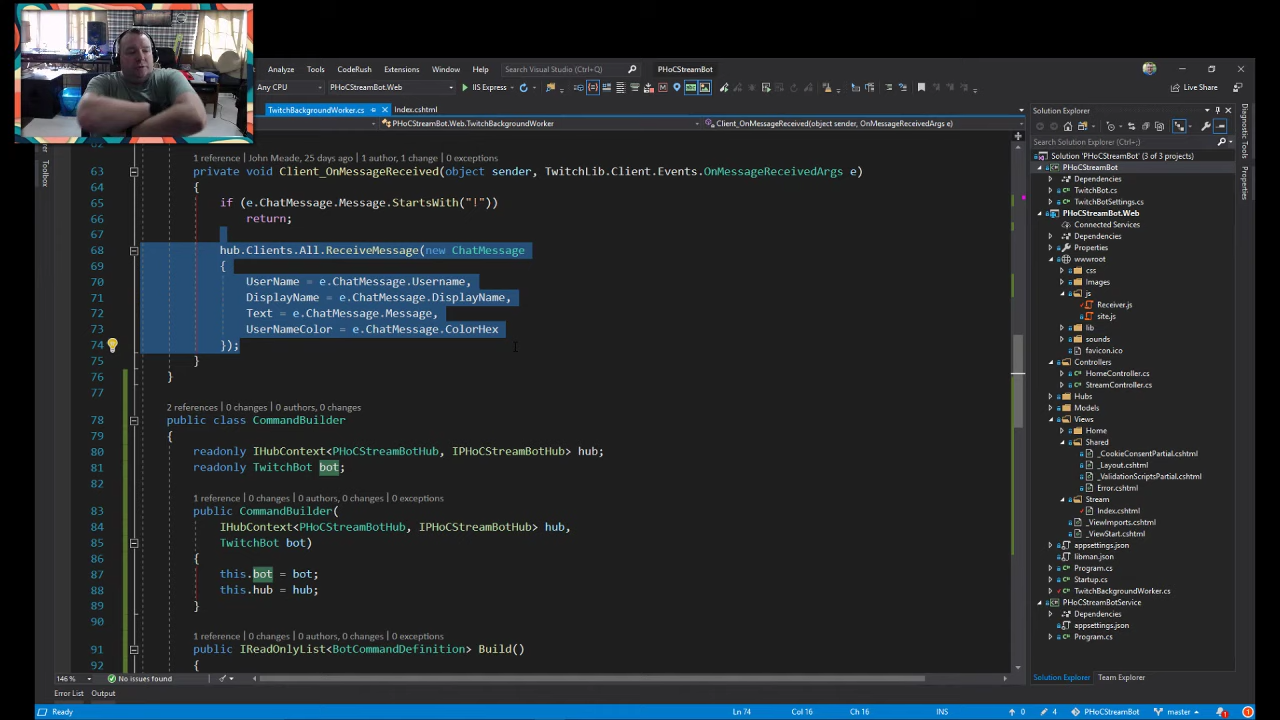 Analyze Tools CodeRush Extensions Window Help Search Visual Studio (Ctrl+Q) PHoCStreamBot
Any CPU PHoCStreamBot.Web IIS Express Live Share
TwitchBackgroundWorker.cs Index.cshtml
PHoCStreamBot.Web.TwitchBackgroundWorker Client_OnMessageReceived(object sender, OnMessageReceivedArgs e)
Toolbox
62
1 reference | John Meade, 25 days ago | 1 author, 1 change | 0 exceptions
63 private void Client_OnMessageReceived(object sender, TwitchLib.Client.Events.OnMessageReceivedArgs e)
64 {
65 if (e.ChatMessage.Message.StartsWith("!"))
66 return;
67
68 hub.Clients.All.ReceiveMessage(new ChatMessage
69 {
70 UserName = e.ChatMessage.Username,
71 DisplayName = e.ChatMessage.DisplayName,
72 Text = e.ChatMessage.Message,
73 UserNameColor = e.ChatMessage.ColorHex
74 });
75 }
76 }
77
2 references | 0 changes | 0 authors, 0 changes
78 public class CommandBuilder
79 {
80 readonly IHubContext<PHoCStreamBotHub, IPHoCStreamBotHub> hub;
81 readonly TwitchBot bot;
82
1 reference | 0 changes | 0 authors, 0 changes | 0 exceptions
83 public CommandBuilder(
84 IHubContext<PHoCStreamBotHub, IPHoCStreamBotHub> hub,
85 TwitchBot bot)
86 {
87 this.bot = bot;
88 this.hub = hub;
89 }
90
1 reference | 0 changes | 0 authors, 0 changes | 0 exceptions
91 public IReadOnlyList<BotCommandDefinition> Build()
92 {
146 % No issues found Ln 74 Col 16 Ch 16 INS
Error List Output
Ready 0 4 PHoCStreamBot master 1
Solution Explorer
Search Solution Explorer (Ctrl+;)
Solution 'PHoCStreamBot' (3 of 3 projects)
PHoCStreamBot
Dependencies
TwitchBot.cs
TwitchBotSettings.cs
PHoCStreamBot.Web
Connected Services
Dependencies
Properties
wwwroot
css
Images
js
Receiver.js
site.js
lib
sounds
favicon.ico
Controllers
HomeController.cs
StreamController.cs
Hubs
Models
Views
Home
Shared
_CookieConsentPartial.cshtml
_Layout.cshtml
_ValidationScriptsPartial.cshtml
Error.cshtml
Stream
Index.cshtml
_ViewImports.cshtml
_ViewStart.cshtml
appsettings.json
libman.json
Program.cs
Startup.cs
TwitchBackgroundWorker.cs
PHoCStreamBotService
Dependencies
appsettings.json
Program.cs
Solution Explorer Team Explorer
Diagnostic Tools
Properties